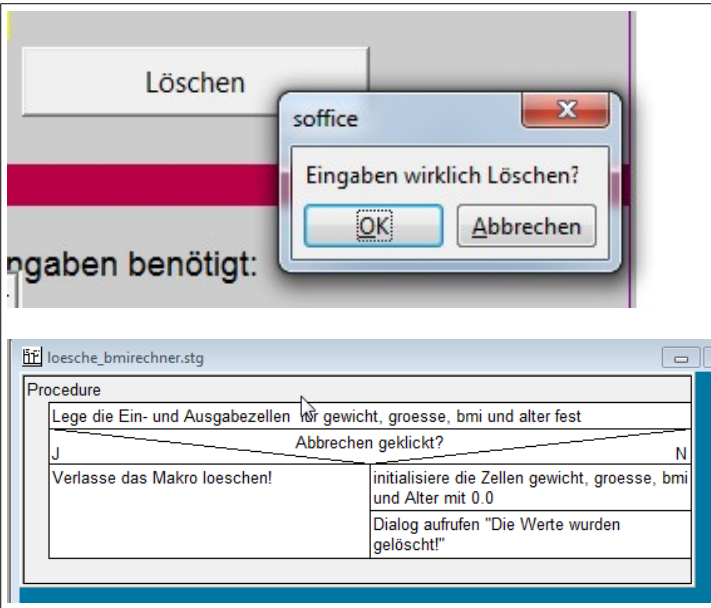 Löschen
soffice
Eingaben wirklich Löschen?
OK
Abbrechen
ngaben benötigt:
loesche_bmirechner.stg
Procedure
Lege die Ein- und Ausgabezellen für gewicht, groesse, bmi und alter fest
Abbrechen geklickt?
J
N
Verlasse das Makro loeschen!
initialisiere die Zellen gewicht, groesse, bmi
und Alter mit 0.0
Dialog aufrufen "Die Werte wurden
gelöscht!"